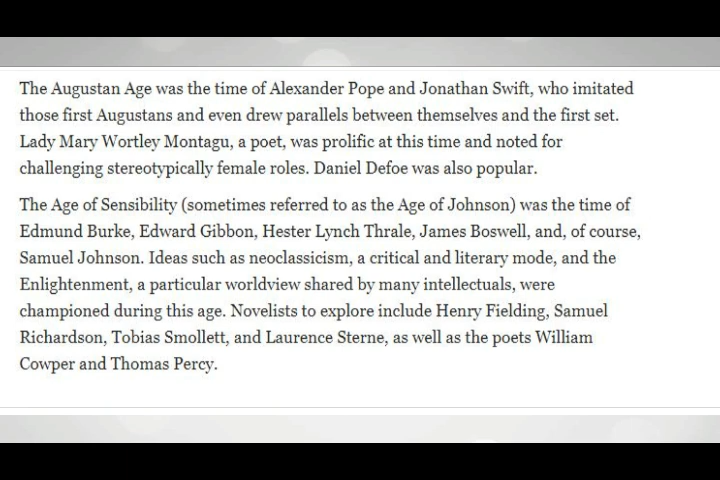 The Augustan Age was the time of Alexander Pope and Jonathan Swift, who imitated
those first Augustans and even drew parallels between themselves and the first set.
Lady Mary Wortley Montagu, a poet, was prolific at this time and noted for
challenging stereotypically female roles. Daniel Defoe was also popular.
The Age of Sensibility (sometimes referred to as the Age of Johnson) was the time of
Edmund Burke, Edward Gibbon, Hester Lynch Thrale, James Boswell, and, of course,
Samuel Johnson. Ideas such as neoclassicism, a critical and literary mode, and the
Enlightenment, a particular worldview shared by many intellectuals, were
championed during this age. Novelists to explore include Henry Fielding, Samuel
Richardson, Tobias Smollett, and Laurence Sterne, as well as the poets William
Cowper and Thomas Percy.